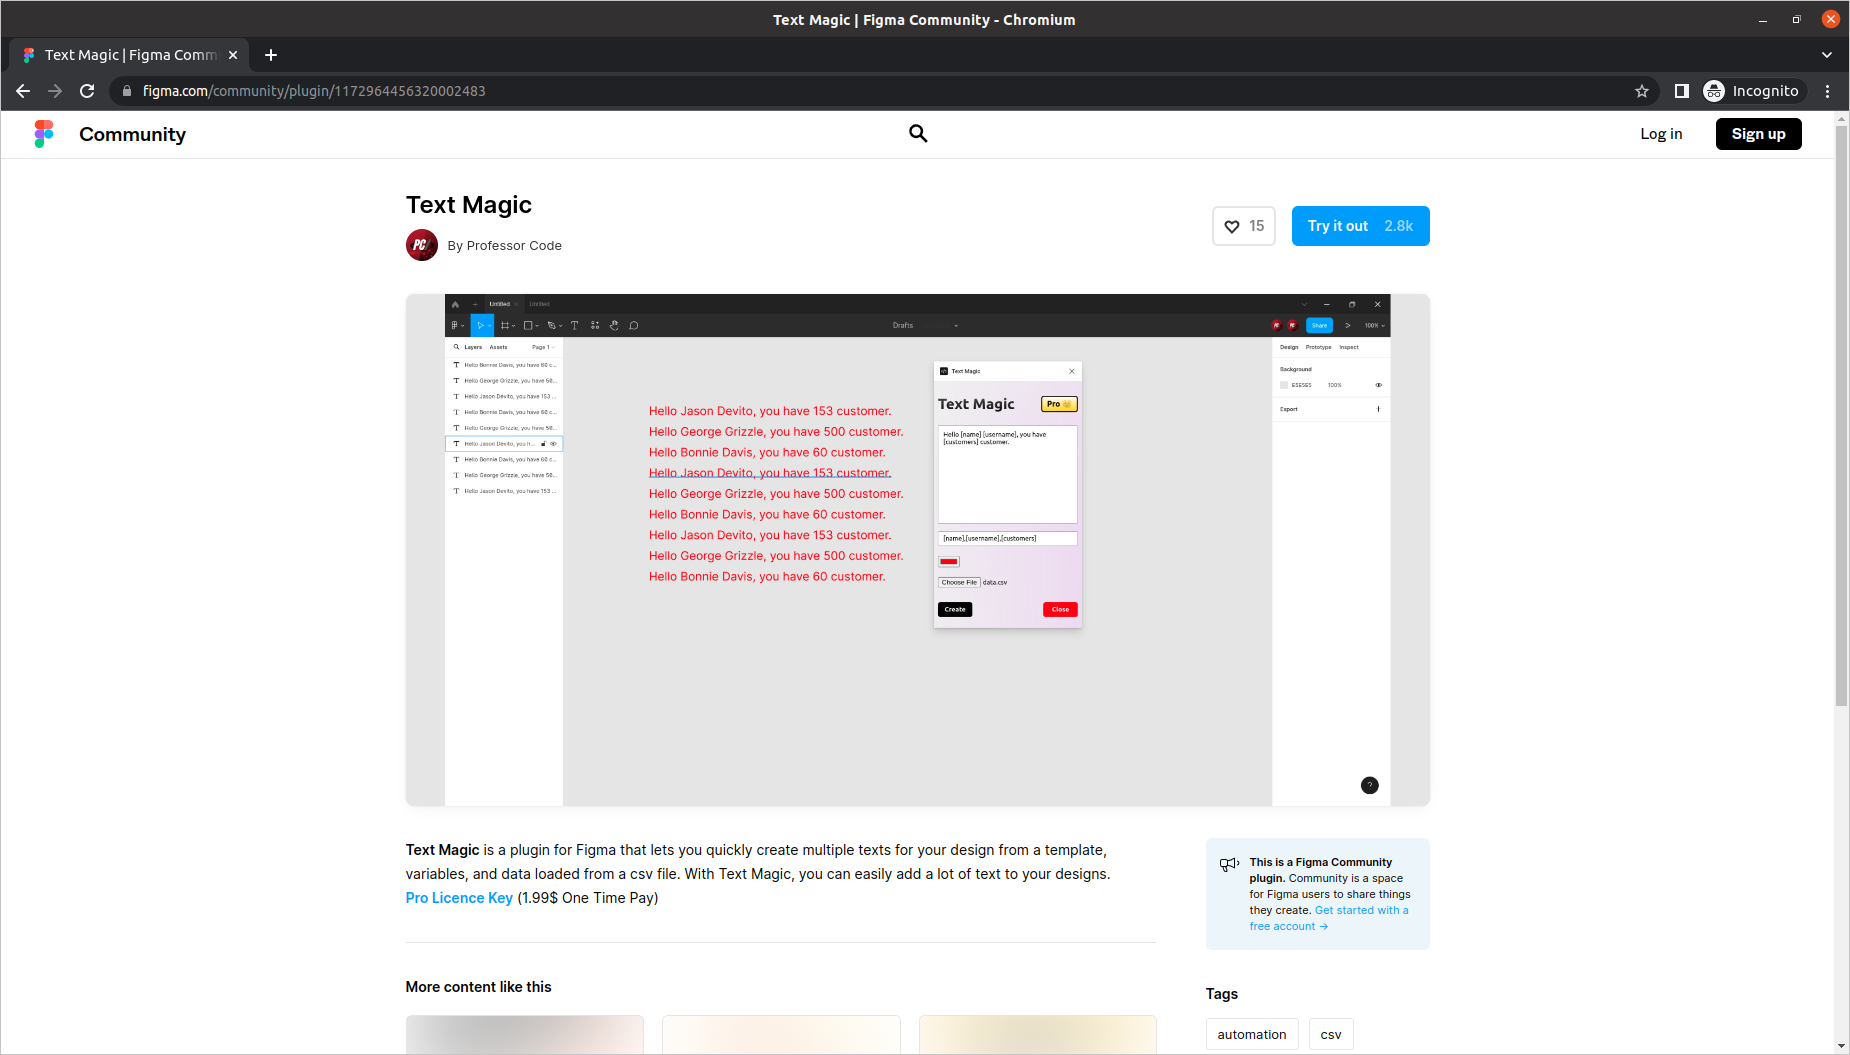 Text Magic | Figma Community - Chromium
Text Magic | Figma Comm
figma.com/community/plugin/1172964456320002483
Incognito
Community
Log in
Sign up
Text Magic
By Professor Code
15
Try it out 2.8k
Untitled
Untitled
Drafts
Share
100%
Layers Assets Page 1
Design Prototype Inspect
Hello Bonnie Davis, you have 60 c...
Hello George Grizzle, you have 50...
Hello Jason Devito, you have 153 ...
Hello Bonnie Davis, you have 60 c...
Hello George Grizzle, you have 50...
Hello Jason Devito, you h...
Hello Bonnie Davis, you have 60 c...
Hello George Grizzle, you have 50...
Hello Jason Devito, you have 153 ...
Hello Jason Devito, you have 153 customer.
Hello George Grizzle, you have 500 customer.
Hello Bonnie Davis, you have 60 customer.
Hello Jason Devito, you have 153 customer.
Hello George Grizzle, you have 500 customer.
Hello Bonnie Davis, you have 60 customer.
Hello Jason Devito, you have 153 customer.
Hello George Grizzle, you have 500 customer.
Hello Bonnie Davis, you have 60 customer.
Text Magic
Text Magic
Pro
Hello [name] [username], you have
[customers] customer.
[name],[username],[customers]
Choose File data.csv
Create
Close
Background
E5E5E5 100%
Export
?
Text Magic is a plugin for Figma that lets you quickly create multiple texts for your design from a template,
variables, and data loaded from a csv file. With Text Magic, you can easily add a lot of text to your designs.
Pro Licence Key (1.99$ One Time Pay)
This is a Figma Community
plugin. Community is a space
for Figma users to share things
they create. Get started with a
free account →
More content like this
Tags
automation
csv